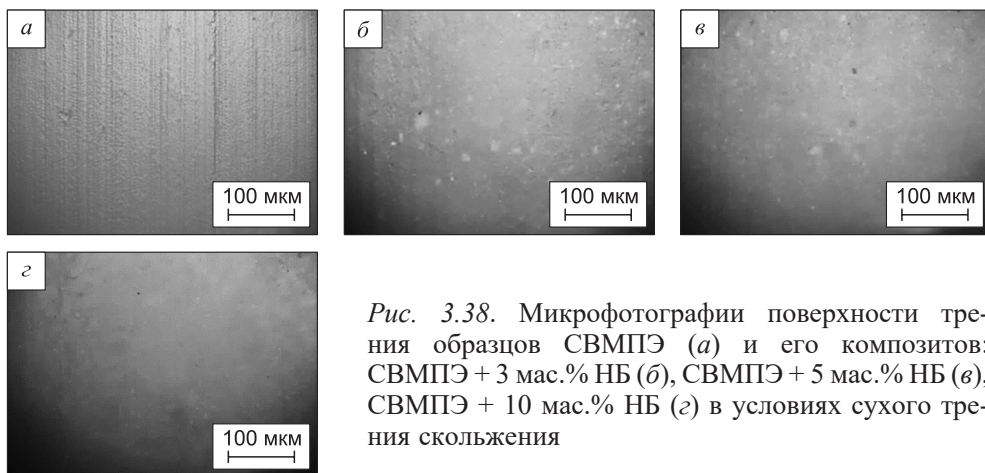 а
100 мкм
б
100 мкм
в
100 мкм
г
100 мкм
Рис. 3.38. Микрофотографии поверхности тре-
ния образцов СВМПЭ (а) и его композитов:
СВМПЭ + 3 мас.% НБ (б), СВМПЭ + 5 мас.% НБ (в),
СВМПЭ + 10 мас.% НБ (г) в условиях сухого тре-
ния скольжения